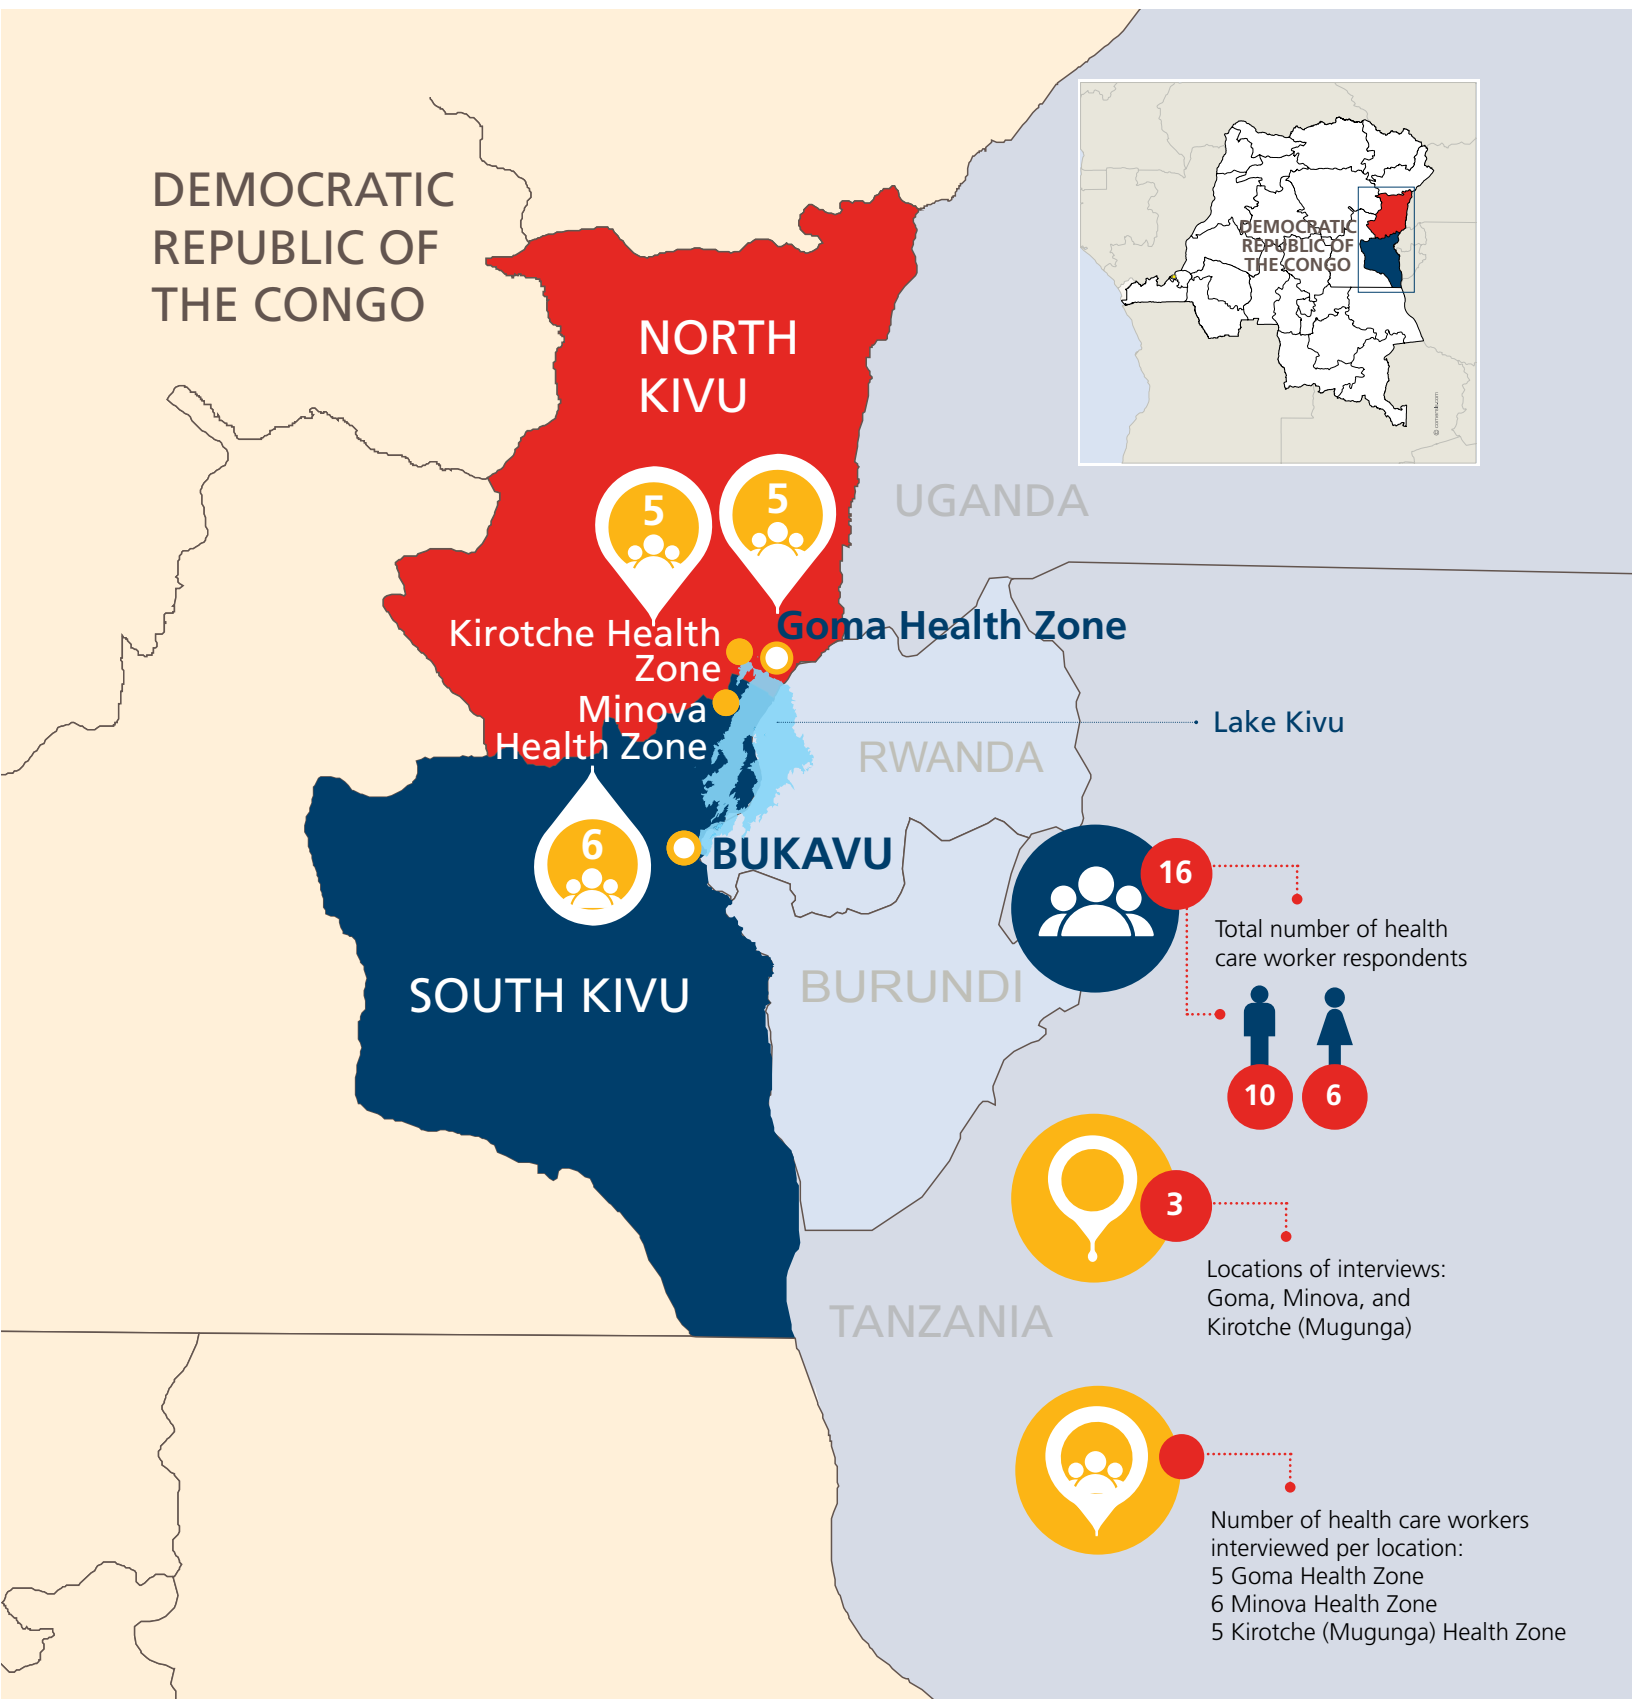 DEMOCRATIC
REPUBLIC OF
THE CONGO
DEMOCRATIC
REPUBLIC OF
THE CONGO
NORTH
KIVU
5
5
UGANDA
Kirotche Health
Zone
Goma Health Zone
Minova
Health Zone
Lake Kivu
RWANDA
6
BUKAVU
SOUTH KIVU
BURUNDI
16
Total number of health
care worker respondents
10
6
3
Locations of interviews:
Goma, Minova, and
Kirotche (Mugunga)
TANZANIA
Number of health care workers
interviewed per location:
5 Goma Health Zone
6 Minova Health Zone
5 Kirotche (Mugunga) Health Zone